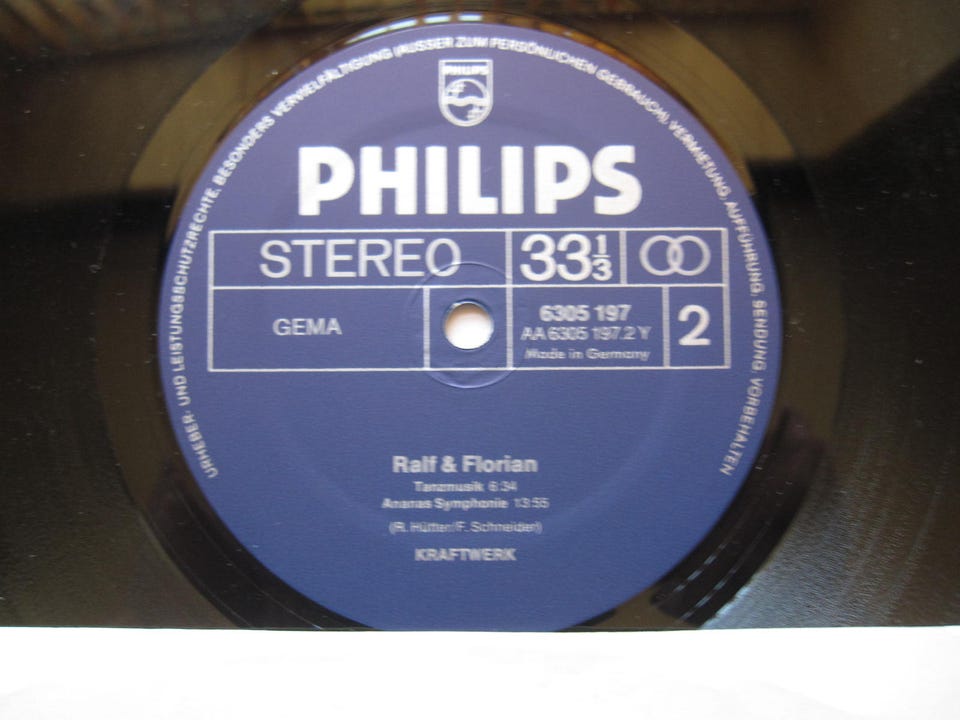 URHEBER- UND LEISTUNGSSCHUTZRECHTE, BESONDERS VERVIELFÄLTIGUNG (AUSSER ZUM PERSÖNLICHEN GEBRAUCH), VERMIETUNG, AUFFÜHRUNG, SENDUNG, VORBEHALTEN
PHILIPS
PHILIPS
STEREO 33 1/3
GEMA
6305 197
AA 6305 197.2 Y
Made in Germany
2
Ralf & Florian
Tanzmusik 6:34
Ananas Symphonie 13:55
(R. Hütter/F. Schneider)
KRAFTWERK